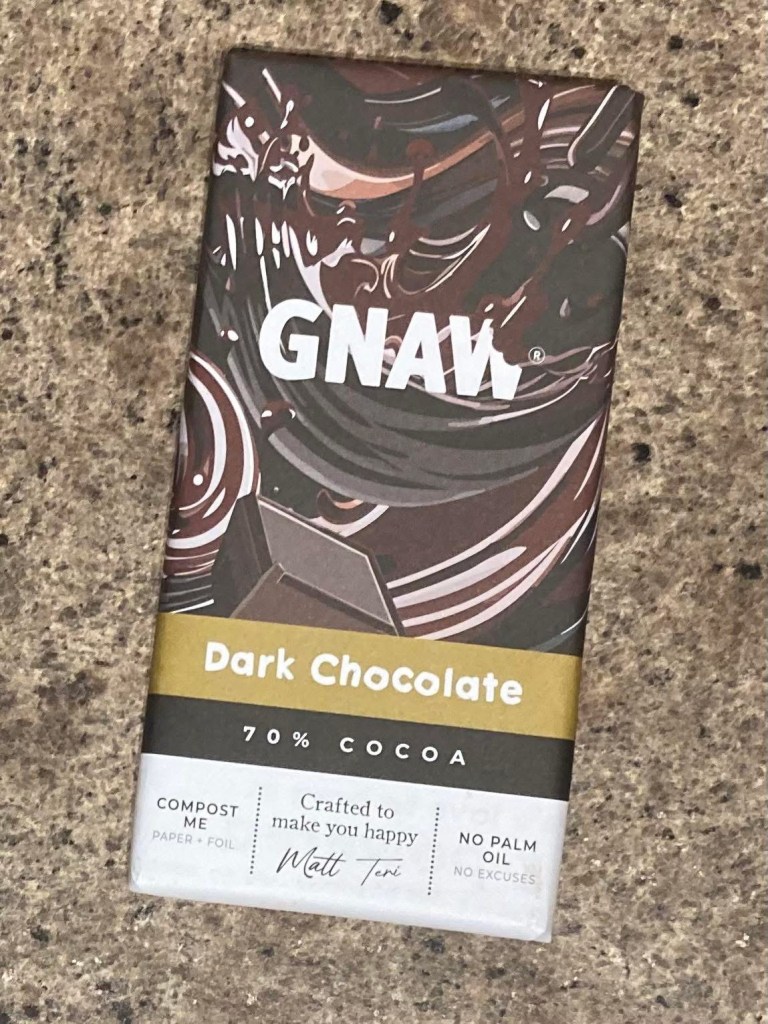 GNAW®
Dark Chocolate
70% COCOA
COMPOST
ME
PAPER + FOIL
Crafted to
make you happy
Matt Teri
NO PALM
OIL
NO EXCUSES